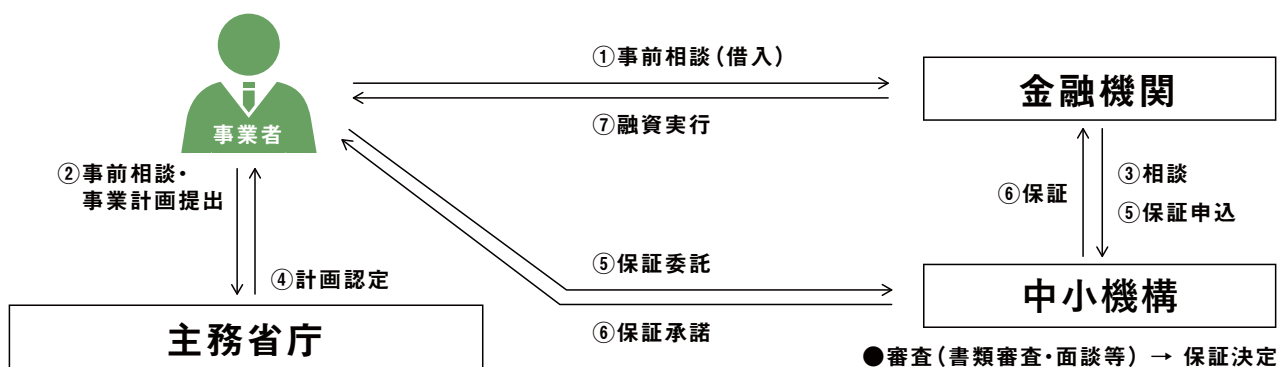 ①事前相談（借入）
金融機関
事業者
⑦融資実行
②事前相談・
事業計画提出
③相談
⑥保証
⑤保証申込
⑤保証委託
④計画認定
中小機構
主務省庁
⑥保証承諾
●審査（書類審査・面談等） → 保証決定